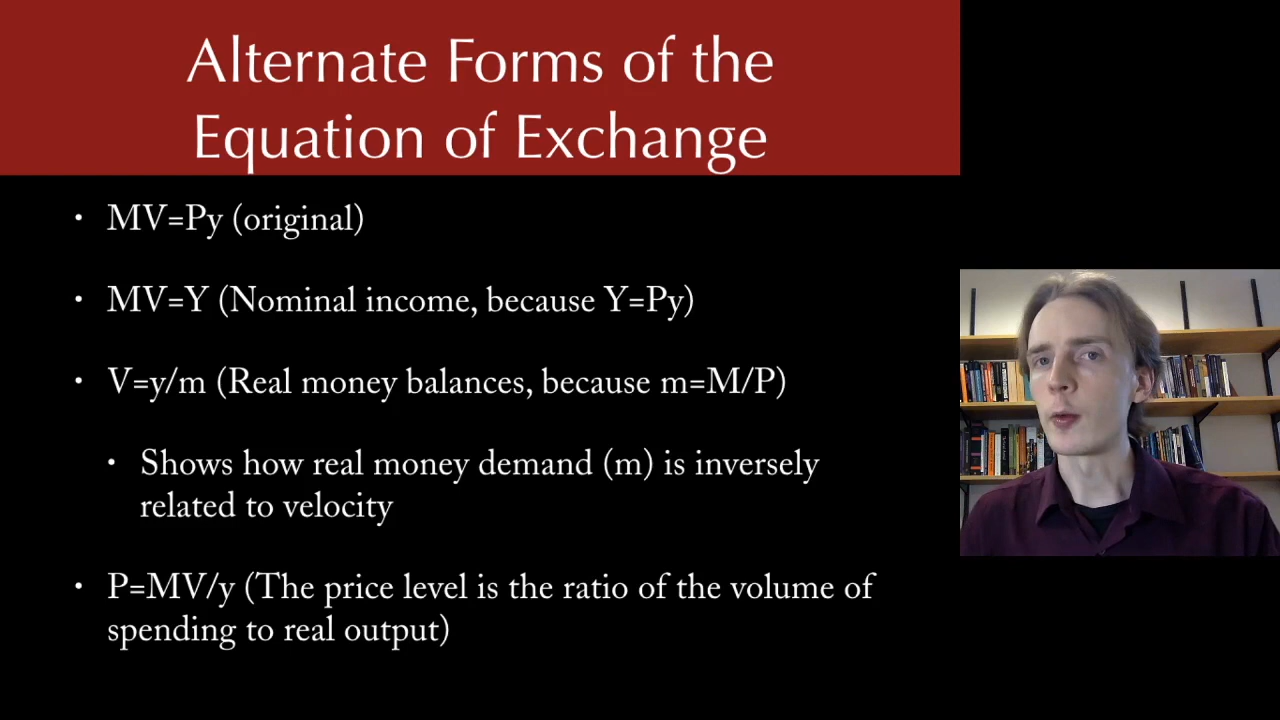 Alternate Forms of the
Equation of Exchange
• MV=Py (original)
• MV=Y (Nominal income, because Y=Py)
• V=y/m (Real money balances, because m=M/P)
• Shows how real money demand (m) is inversely
related to velocity
• P=MV/y (The price level is the ratio of the volume of
spending to real output)